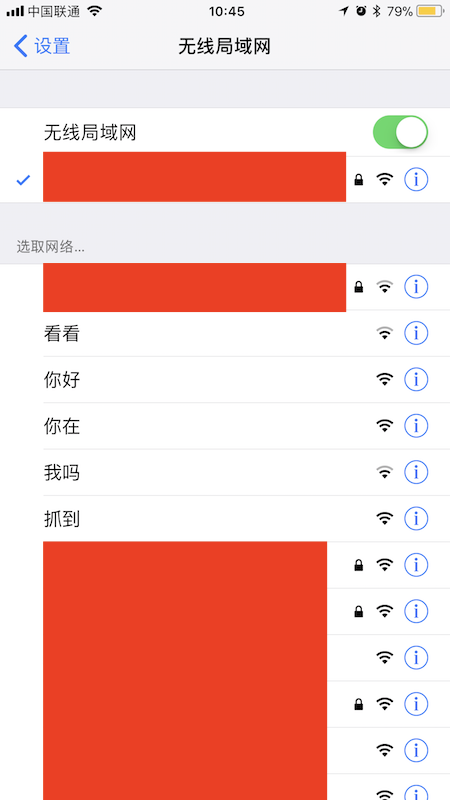 中国联通 10:45 79%
设置 无线局域网
无线局域网
选取网络...
看看
你好
你在
我吗
抓到